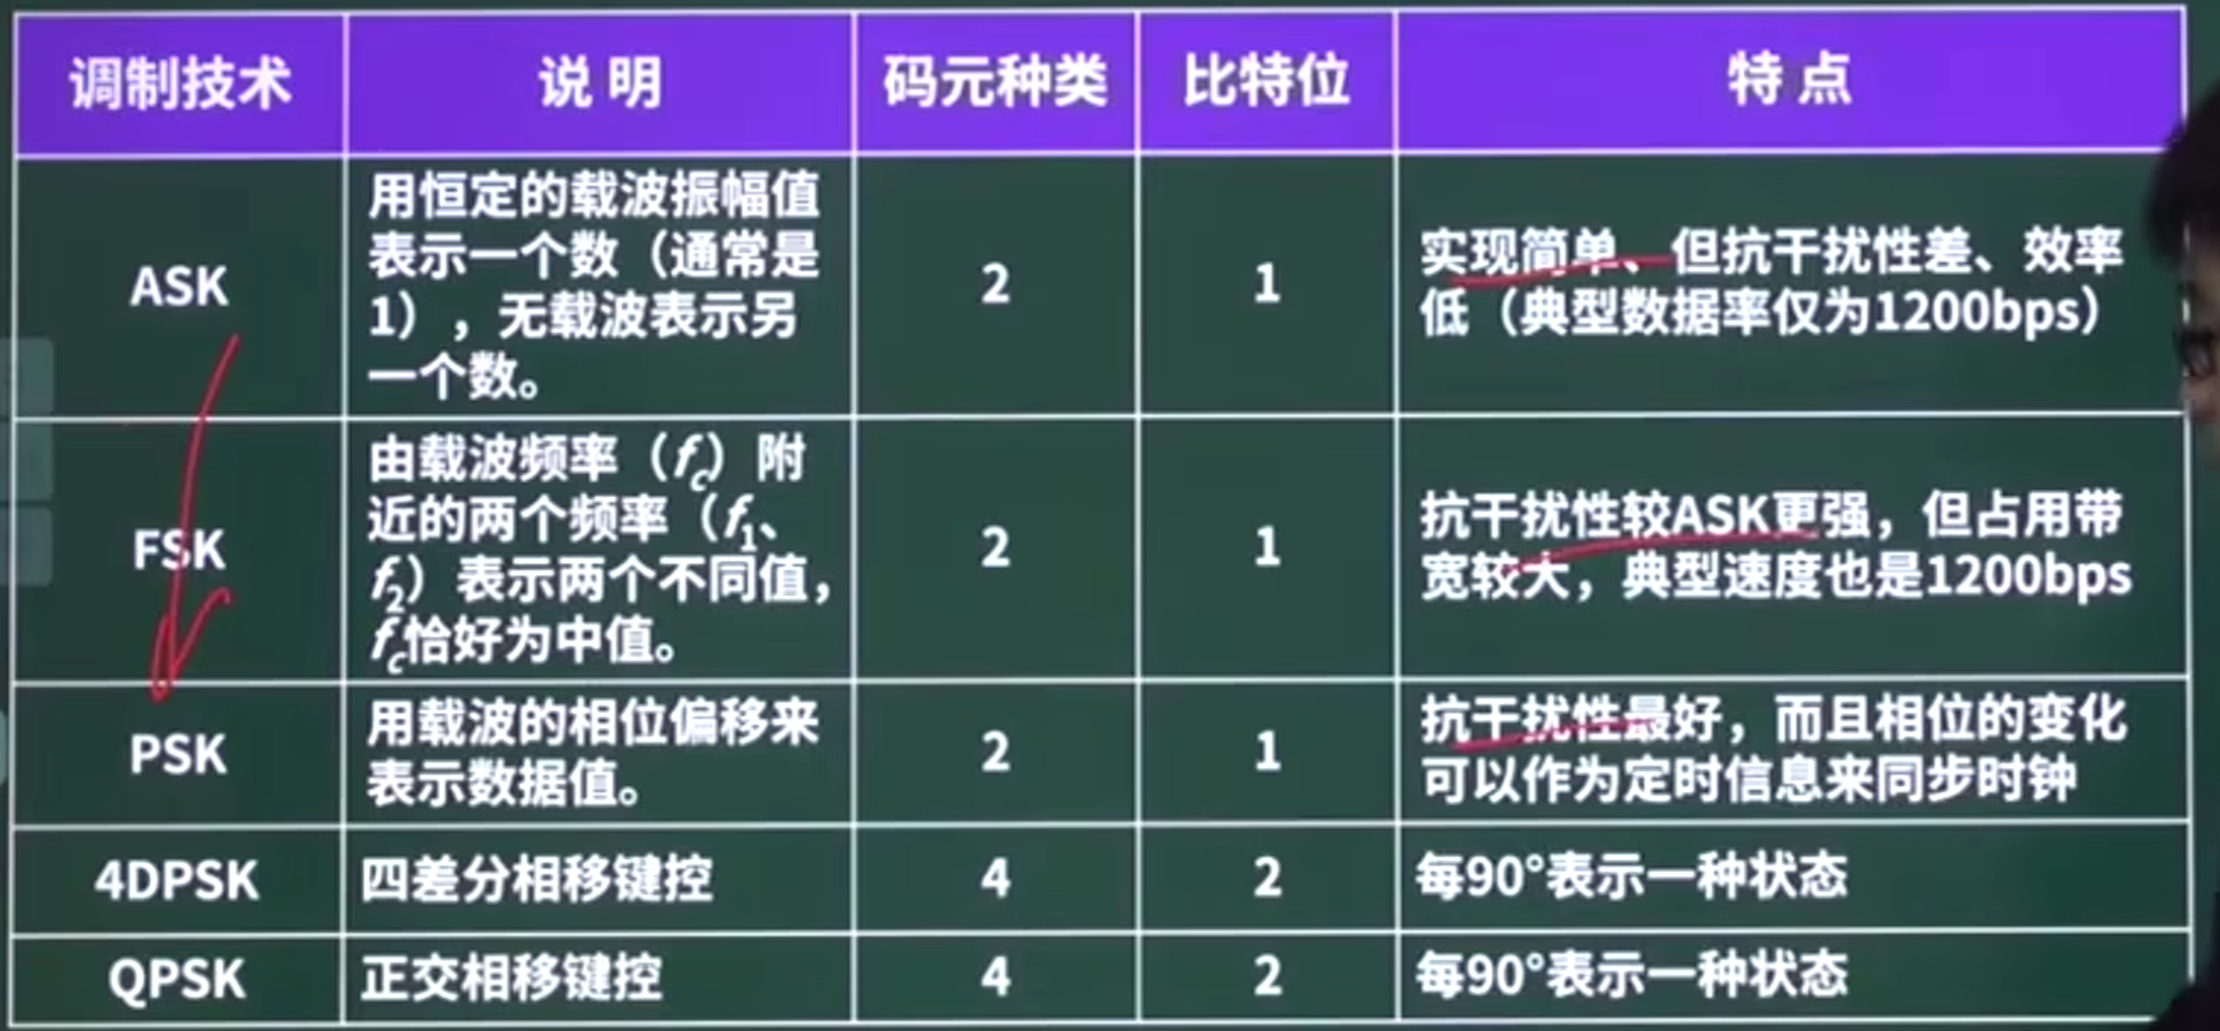 调制技术
说 明
码元种类
比特位
特 点
ASK
用恒定的载波振幅值
表示一个数（通常是
1），无载波表示另
一个数。
2
1
实现简单、但抗干扰性差、效率
低（典型数据率仅为1200bps）
FSK
由载波频率（fc）附
近的两个频率（f1、
f2）表示两个不同值，
fc恰好为中值。
2
1
抗干扰性较ASK更强，但占用带
宽较大，典型速度也是1200bps
PSK
用载波的相位偏移来
表示数据值。
2
1
抗干扰性最好，而且相位的变化
可以作为定时信息来同步时钟
4DPSK
四差分相移键控
4
2
每90°表示一种状态
QPSK
正交相移键控
4
2
每90°表示一种状态